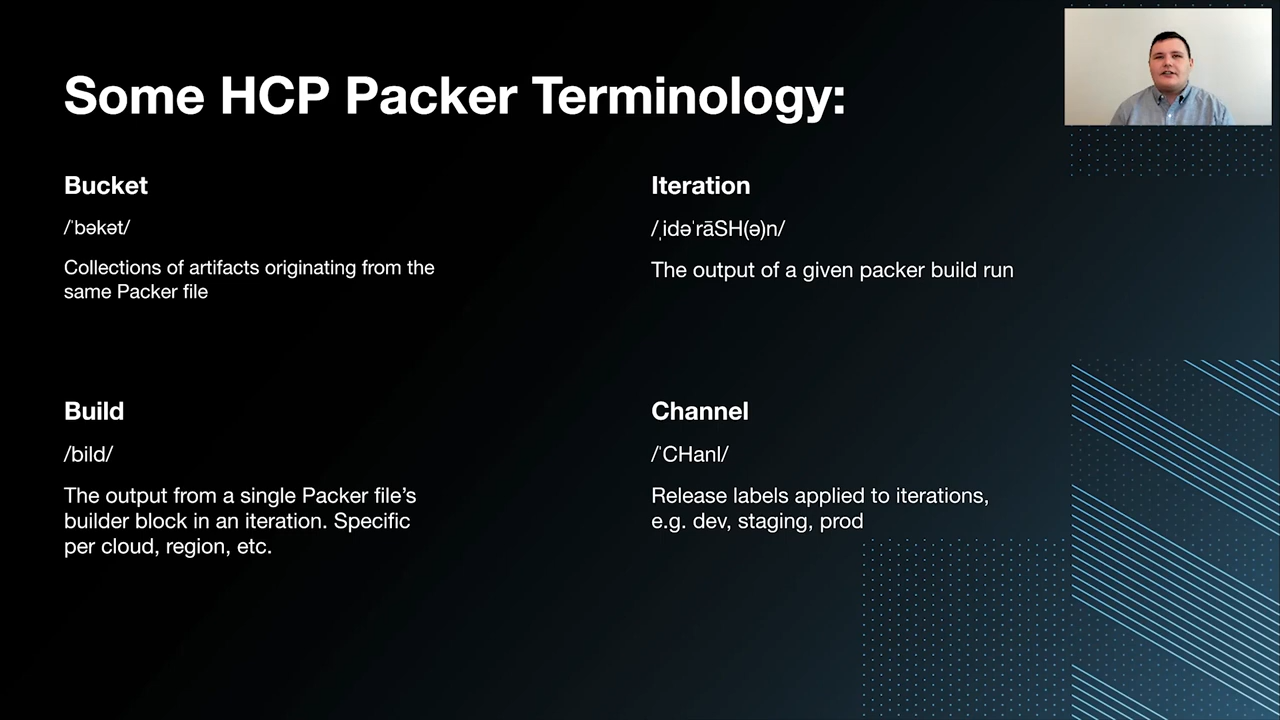 Some HCP Packer Terminology:
Bucket
/ˈbəkət/
Collections of artifacts originating from the
same Packer file
Iteration
/ˌidəˈrāSH(ə)n/
The output of a given packer build run
Build
/bild/
The output from a single Packer file’s
builder block in an iteration. Specific
per cloud, region, etc.
Channel
/ˈCHanl/
Release labels applied to iterations,
e.g. dev, staging, prod